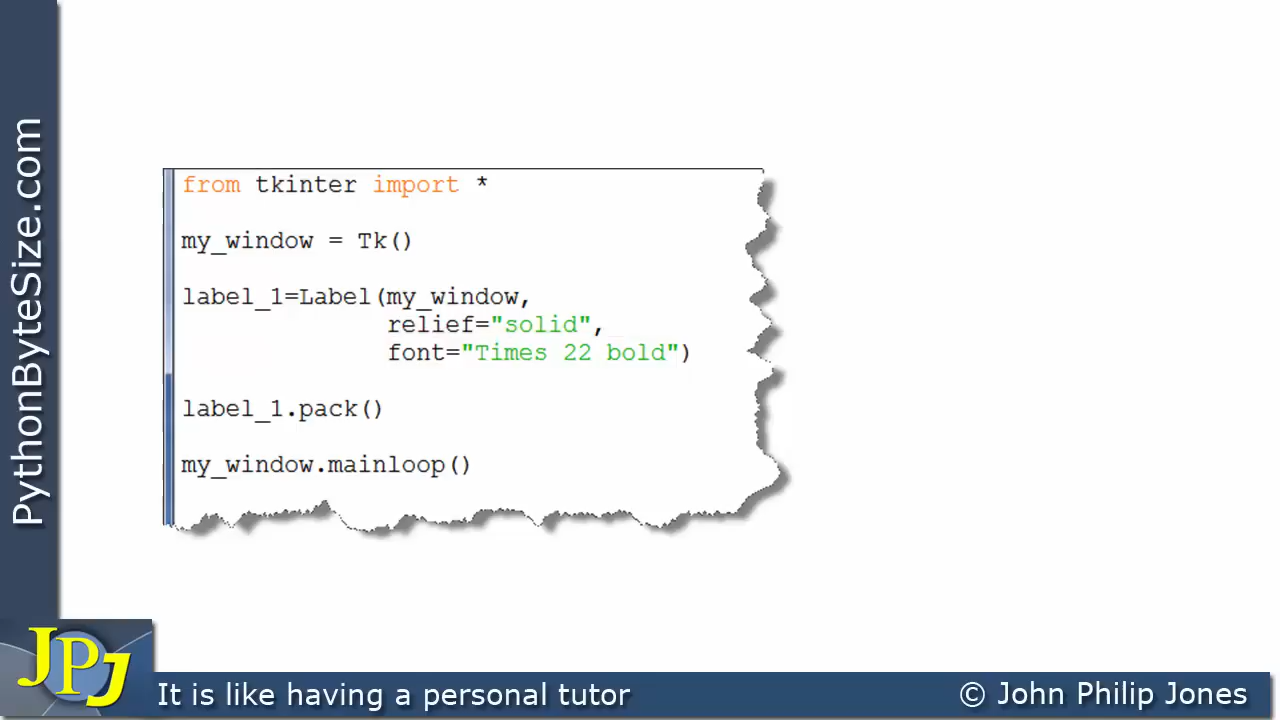 PythonByteSize.com
from tkinter import *
my_window = Tk()
label_1=Label(my_window,
relief="solid",
font="Times 22 bold")
label_1.pack()
my_window.mainloop()
JPJ
It is like having a personal tutor
© John Philip Jones